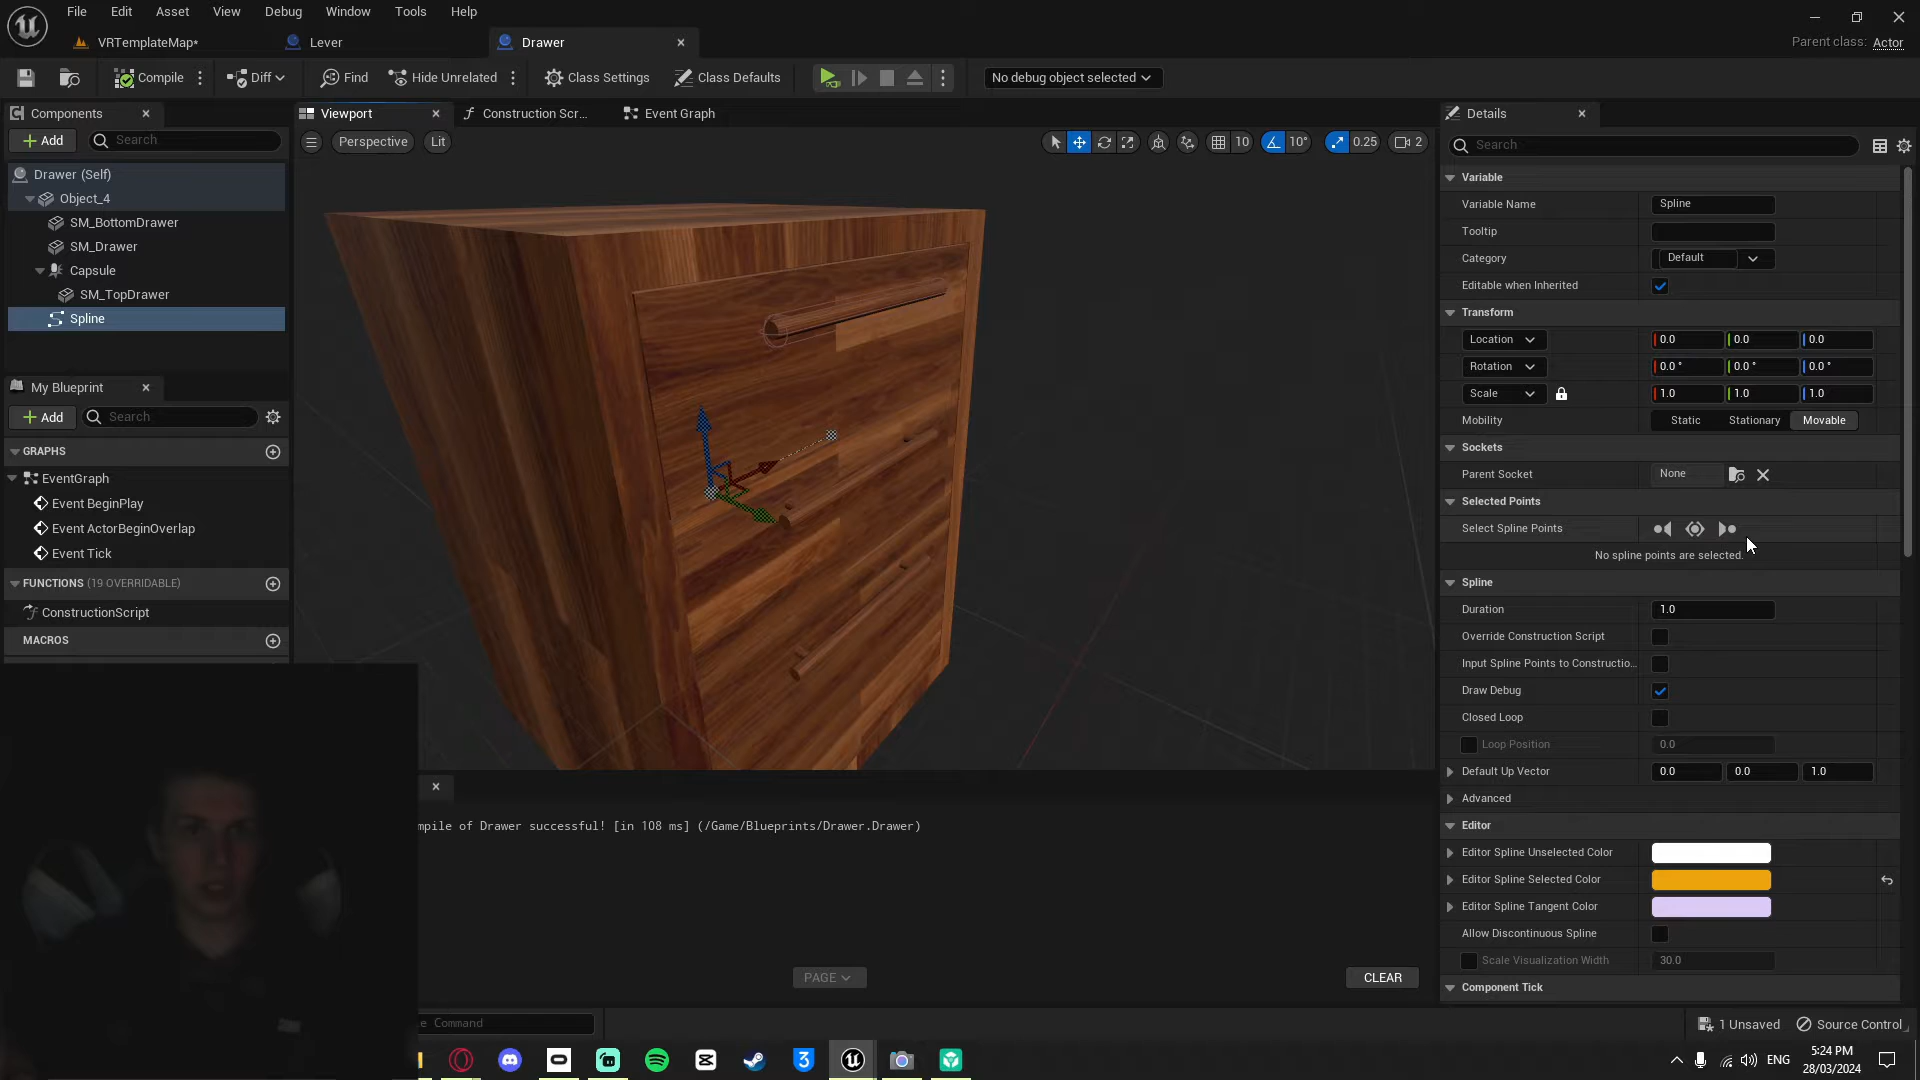 File Edit Asset View Debug Window Tools Help
VRTemplateMap* Lever Drawer Parent class: Actor
Compile Diff Find Hide Unrelated Class Settings Class Defaults No debug object selected
Components Viewport Construction Scr... Event Graph Details
Add Search Perspective Lit 10 10° 0.25 2 Search
Drawer (Self)
Object_4
SM_BottomDrawer
SM_Drawer
Capsule
SM_TopDrawer
Spline
My Blueprint
Add Search
GRAPHS
EventGraph
Event BeginPlay
Event ActorBeginOverlap
Event Tick
FUNCTIONS (19 OVERRIDABLE)
ConstructionScript
MACROS
Variable
Variable Name Spline
Tooltip
Category Default
Editable when Inherited
Transform
Location 0.0 0.0 0.0
Rotation 0.0 ° 0.0 ° 0.0 °
Scale 1.0 1.0 1.0
Mobility Static Stationary Movable
Sockets
Parent Socket None
Selected Points
Select Spline Points
No spline points are selected.
Spline
Duration 1.0
Override Construction Script
Input Spline Points to Constructio...
Draw Debug
Closed Loop
Loop Position 0.0
Default Up Vector 0.0 0.0 1.0
Advanced
Editor
Editor Spline Unselected Color
Editor Spline Selected Color
Editor Spline Tangent Color
Allow Discontinuous Spline
Scale Visualization Width 30.0
Component Tick
mpile of Drawer successful! [in 108 ms] (/Game/Blueprints/Drawer.Drawer)
PAGE CLEAR
e Command 1 Unsaved Source Control
ENG 5:24 PM
28/03/2024